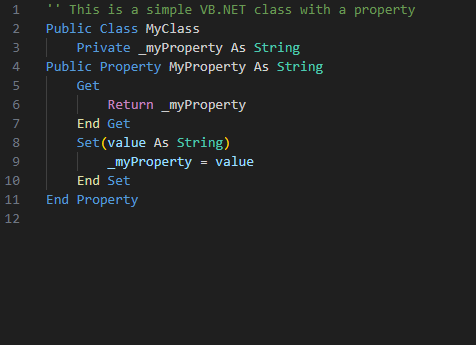 1 '' This is a simple VB.NET class with a property
2 Public Class MyClass
3     Private _myProperty As String
4 Public Property MyProperty As String
5     Get
6         Return _myProperty
7     End Get
8     Set(value As String)
9         _myProperty = value
10     End Set
11 End Property
12